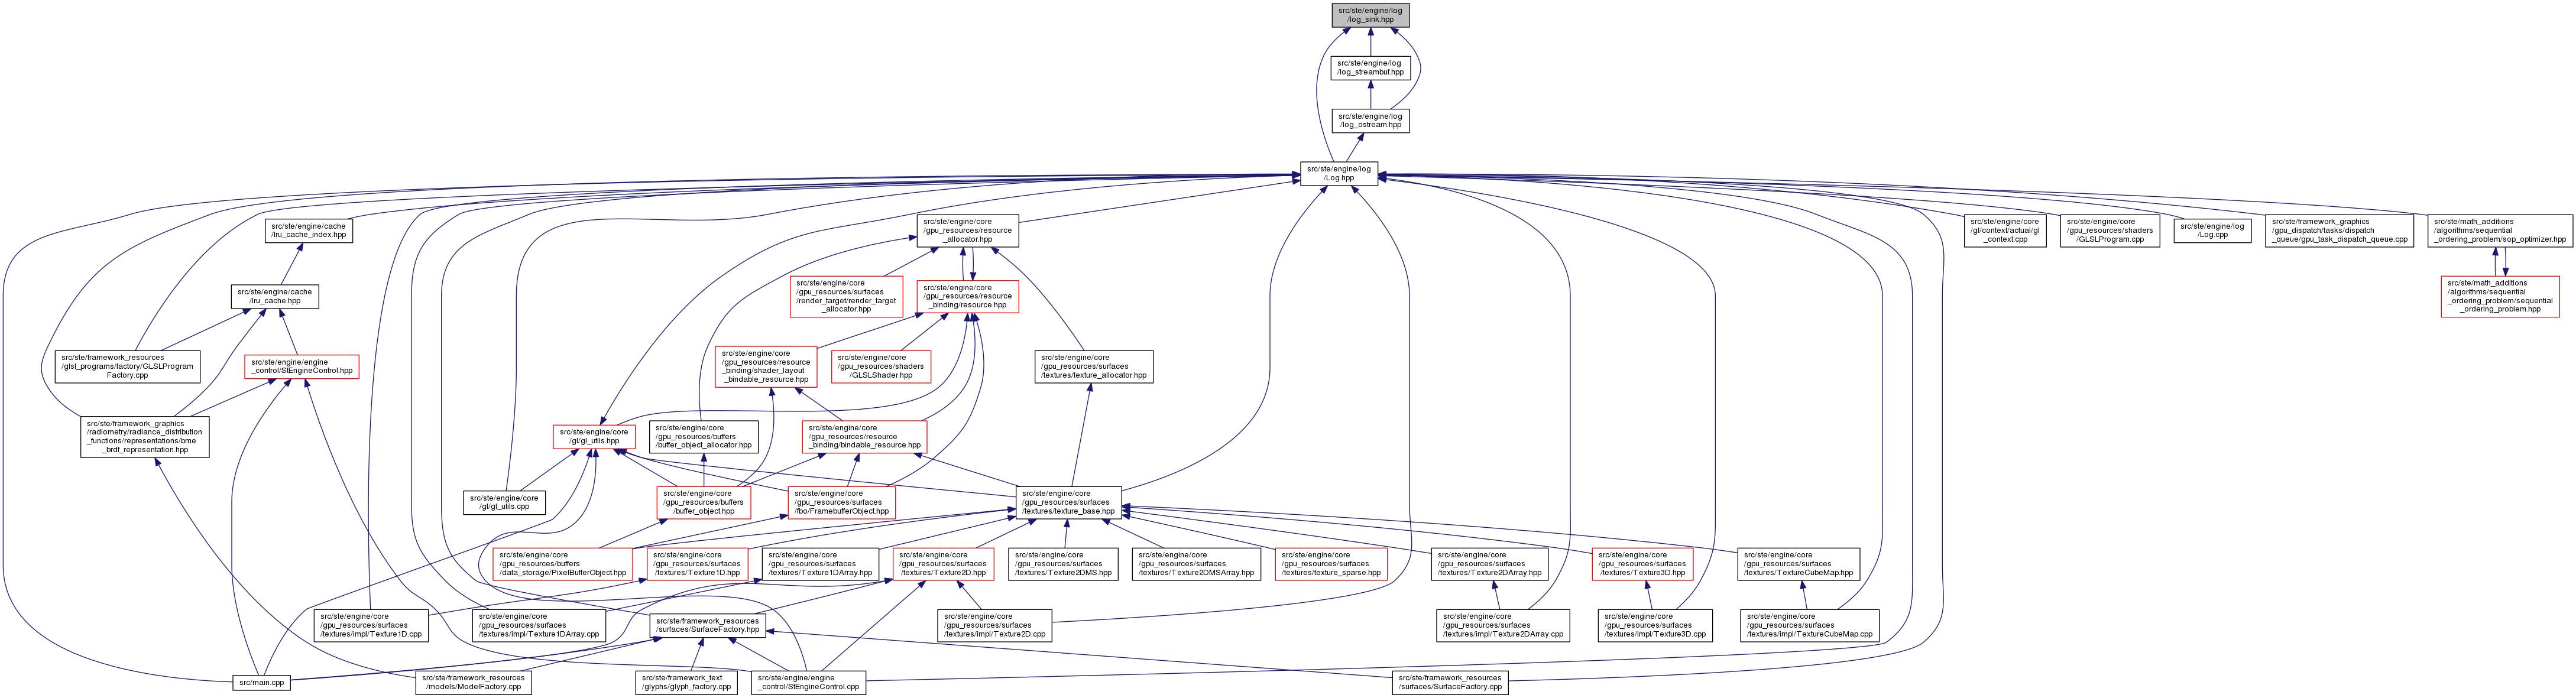 src/ste/engine/log
/log_sink.hpp
src/ste/engine/log
/log_streambuf.hpp
src/ste/engine/log
/log_ostream.hpp
src/ste/engine/log
/Log.hpp
src/ste/engine/cache
/lru_cache_index.hpp
src/ste/engine/core
/gpu_resources/resource
_allocator.hpp
src/ste/engine/core
/gl/context/actual/gl
_context.cpp
src/ste/engine/core
/gpu_resources/shaders
/GLSLProgram.cpp
src/ste/engine/log
/Log.cpp
src/ste/framework_graphics
/gpu_dispatch/tasks/dispatch
_queue/gpu_task_dispatch_queue.cpp
src/ste/math_additions
/algorithms/sequential
_ordering_problem/sop_optimizer.hpp
src/ste/engine/cache
/lru_cache.hpp
src/ste/engine/core
/gpu_resources/surfaces
/render_target/render_target
_allocator.hpp
src/ste/engine/core
/gpu_resources/resource
_binding/resource.hpp
src/ste/math_additions
/algorithms/sequential
_ordering_problem/sequential
_ordering_problem.hpp
src/ste/framework_resources
/glsl_programs/factory/GLSLProgram
Factory.cpp
src/ste/engine/engine
_control/StEngineControl.hpp
src/ste/engine/core
/gpu_resources/resource
_binding/shader_layout
_bindable_resource.hpp
src/ste/engine/core
/gpu_resources/shaders
/GLSLShader.hpp
src/ste/engine/core
/gpu_resources/surfaces
/textures/texture_allocator.hpp
src/ste/framework_graphics
/radiometry/radiance_distribution
_functions/representations/bme
_brdf_representation.hpp
src/ste/engine/core
/gl/gl_utils.hpp
src/ste/engine/core
/gpu_resources/buffers
/buffer_object_allocator.hpp
src/ste/engine/core
/gpu_resources/resource
_binding/bindable_resource.hpp
src/ste/engine/core
/gl/gl_utils.cpp
src/ste/engine/core
/gpu_resources/buffers
/buffer_object.hpp
src/ste/engine/core
/gpu_resources/surfaces
/fbo/FramebufferObject.hpp
src/ste/engine/core
/gpu_resources/surfaces
/textures/texture_base.hpp
src/ste/engine/core
/gpu_resources/buffers
/data_storage/PixelBufferObject.hpp
src/ste/engine/core
/gpu_resources/surfaces
/textures/Texture1D.hpp
src/ste/engine/core
/gpu_resources/surfaces
/textures/Texture1DArray.hpp
src/ste/engine/core
/gpu_resources/surfaces
/textures/Texture2D.hpp
src/ste/engine/core
/gpu_resources/surfaces
/textures/Texture2DMS.hpp
src/ste/engine/core
/gpu_resources/surfaces
/textures/Texture2DMSArray.hpp
src/ste/engine/core
/gpu_resources/surfaces
/textures/texture_sparse.hpp
src/ste/engine/core
/gpu_resources/surfaces
/textures/Texture2DArray.hpp
src/ste/engine/core
/gpu_resources/surfaces
/textures/Texture3D.hpp
src/ste/engine/core
/gpu_resources/surfaces
/textures/TextureCubeMap.hpp
src/ste/engine/core
/gpu_resources/surfaces
/textures/impl/Texture1D.cpp
src/ste/engine/core
/gpu_resources/surfaces
/textures/impl/Texture1DArray.cpp
src/ste/framework_resources
/surfaces/SurfaceFactory.hpp
src/ste/engine/core
/gpu_resources/surfaces
/textures/impl/Texture2D.cpp
src/ste/engine/core
/gpu_resources/surfaces
/textures/impl/Texture2DArray.cpp
src/ste/engine/core
/gpu_resources/surfaces
/textures/impl/Texture3D.cpp
src/ste/engine/core
/gpu_resources/surfaces
/textures/impl/TextureCubeMap.cpp
src/main.cpp
src/ste/framework_resources
/models/ModelFactory.cpp
src/ste/framework_text
/glyphs/glyph_factory.cpp
src/ste/engine/engine
_control/StEngineControl.cpp
src/ste/framework_resources
/surfaces/SurfaceFactory.cpp